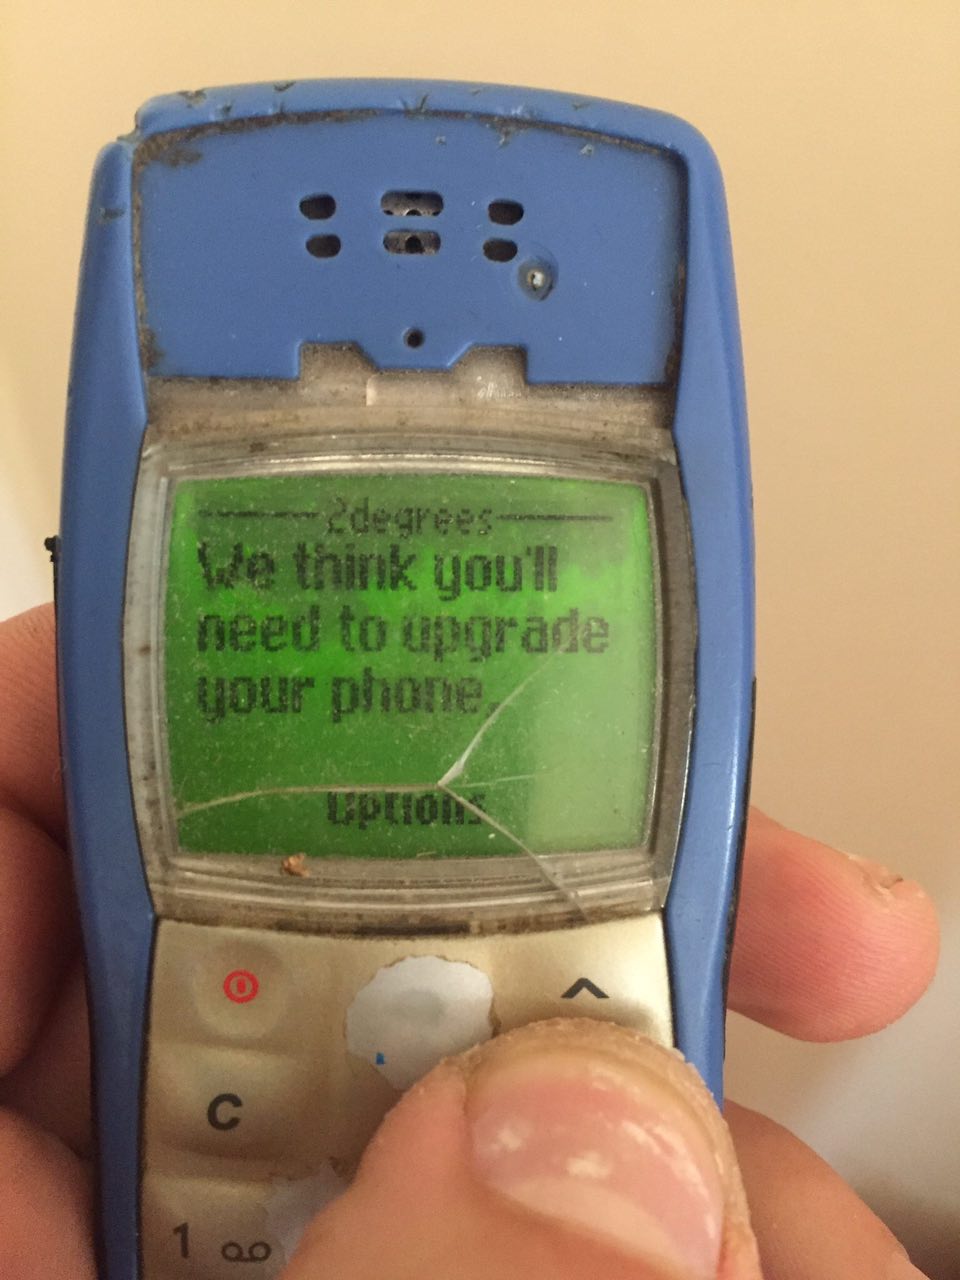 2degrees
We think you'll
need to upgrade
your phone.
Options
C
1